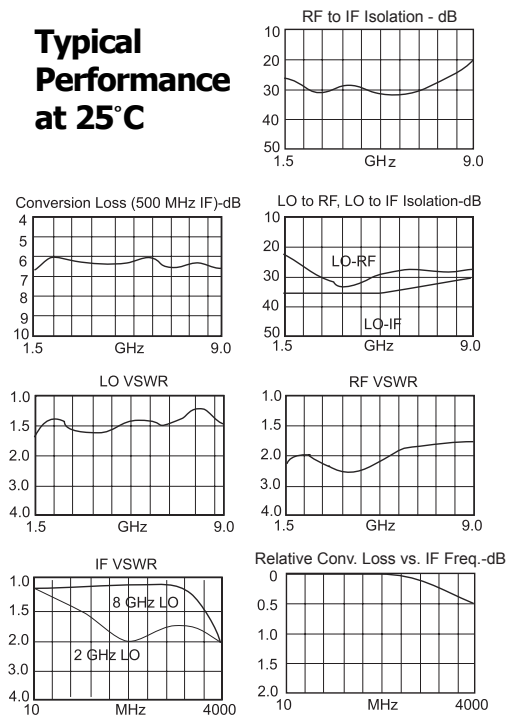 Typical
Performance
at 25°C
RF to IF Isolation - dB
10
20
30
40
50
1.5 GHz 9.0
Conversion Loss (500 MHz IF)-dB
4
5
6
7
8
9
10
1.5 GHz 9.0
LO to RF, LO to IF Isolation-dB
10
20
LO-RF
30
40
LO-IF
50
1.5 GHz 9.0
LO VSWR
1.0
1.5
2.0
3.0
4.0
1.5 GHz 9.0
RF VSWR
1.0
1.5
2.0
3.0
4.0
1.5 GHz 9.0
IF VSWR
1.0
8 GHz LO
1.5
2.0
2 GHz LO
3.0
4.0
10 MHz 4000
Relative Conv. Loss vs. IF Freq.-dB
0
0.5
1.0
1.5
2.0
10 MHz 4000